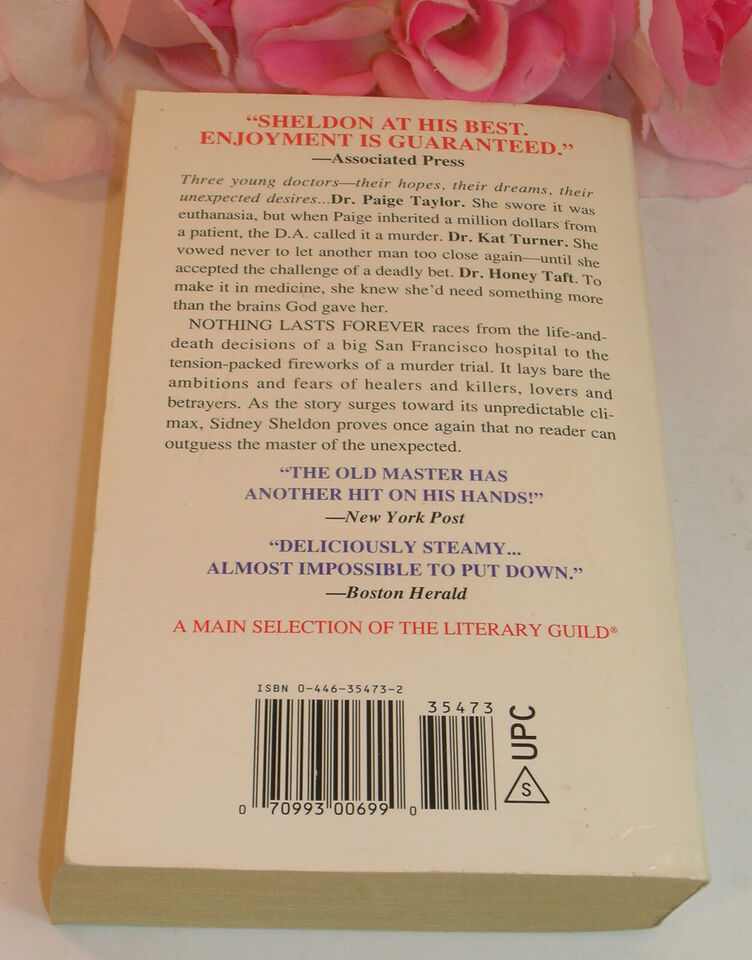 “SHELDON AT HIS BEST.
ENJOYMENT IS GUARANTEED.”
—Associated Press
Three young doctors—their hopes, their dreams, their
unexpected desires...Dr. Paige Taylor. She swore it was
euthanasia, but when Paige inherited a million dollars from
a patient, the D.A. called it a murder. Dr. Kat Turner. She
vowed never to let another man too close again—until she
accepted the challenge of a deadly bet. Dr. Honey Taft. To
make it in medicine, she knew she’d need something more
than the brains God gave her.
NOTHING LASTS FOREVER races from the life-and-
death decisions of a big San Francisco hospital to the
tension-packed fireworks of a murder trial. It lays bare the
ambitions and fears of healers and killers, lovers and
betrayers. As the story surges toward its unpredictable cli-
max, Sidney Sheldon proves once again that no reader can
outguess the master of the unexpected.
“THE OLD MASTER HAS
ANOTHER HIT ON HIS HANDS!”
—New York Post
“DELICIOUSLY STEAMY...
ALMOST IMPOSSIBLE TO PUT DOWN.”
—Boston Herald
A MAIN SELECTION OF THE LITERARY GUILD®
ISBN 0-446-35473-2
35473
0 70993 00699 0
S UPC